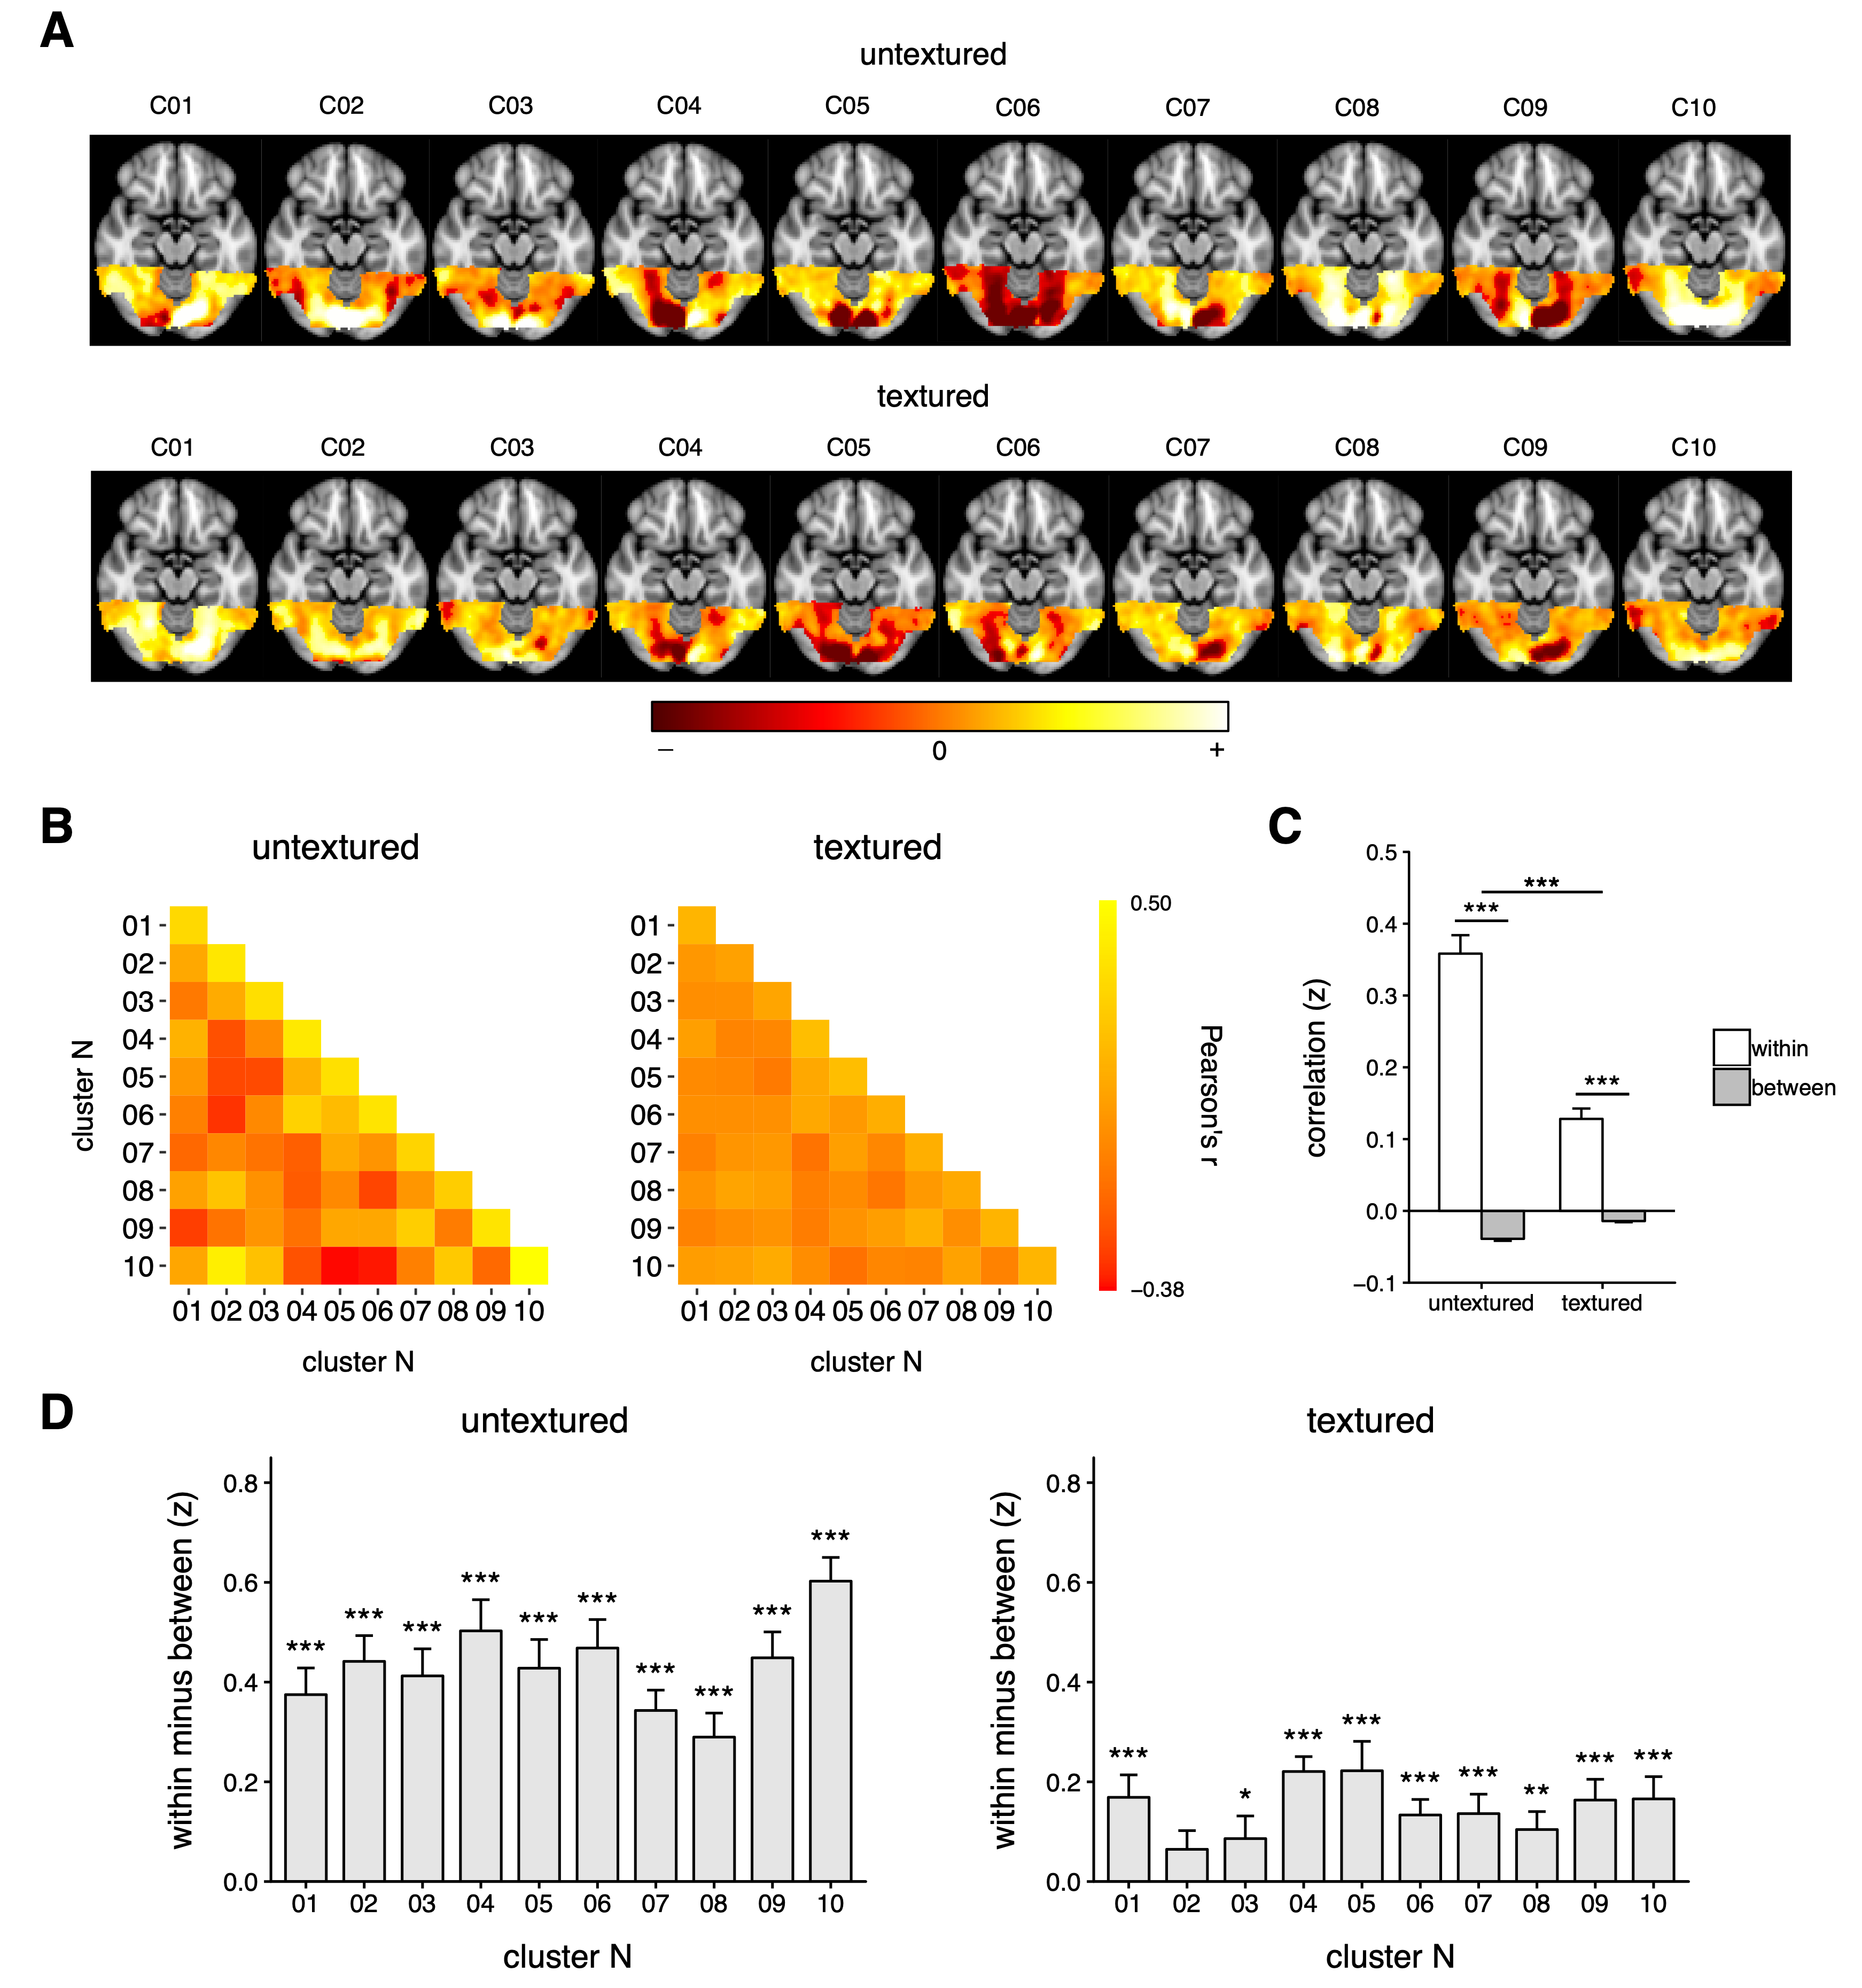 A
untextured
C01 C02 C03 C04 C05 C06 C07 C08 C09 C10
textured
C01 C02 C03 C04 C05 C06 C07 C08 C09 C10
– 0 +
B
untextured
textured
cluster N
01
02
03
04
05
06
07
08
09
10
01 02 03 04 05 06 07 08 09 10
cluster N
01
02
03
04
05
06
07
08
09
10
01 02 03 04 05 06 07 08 09 10
cluster N
0.50
Pearson's r
−0.38
C
correlation (z)
0.5
0.4
0.3
0.2
0.1
0.0
−0.1
***
***
***
untextured textured
within
between
D
untextured
within minus between (z)
0.8
0.6
0.4
0.2
0.0
*** *** *** *** *** *** *** *** *** ***
01 02 03 04 05 06 07 08 09 10
cluster N
textured
within minus between (z)
0.8
0.6
0.4
0.2
0.0
*** * *** *** *** *** ** *** ***
01 02 03 04 05 06 07 08 09 10
cluster N